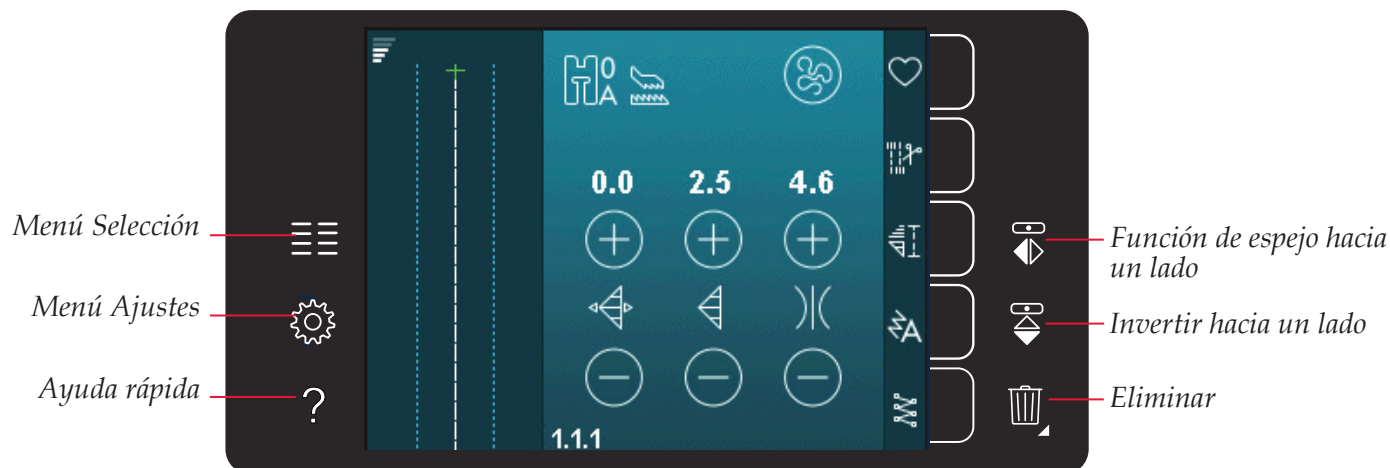 0
A
0.0 2.5 4.6
A
1.1.1
Menú Selección
Menú Ajustes
Ayuda rápida
?
Función de espejo hacia
un lado
Invertir hacia un lado
Eliminar